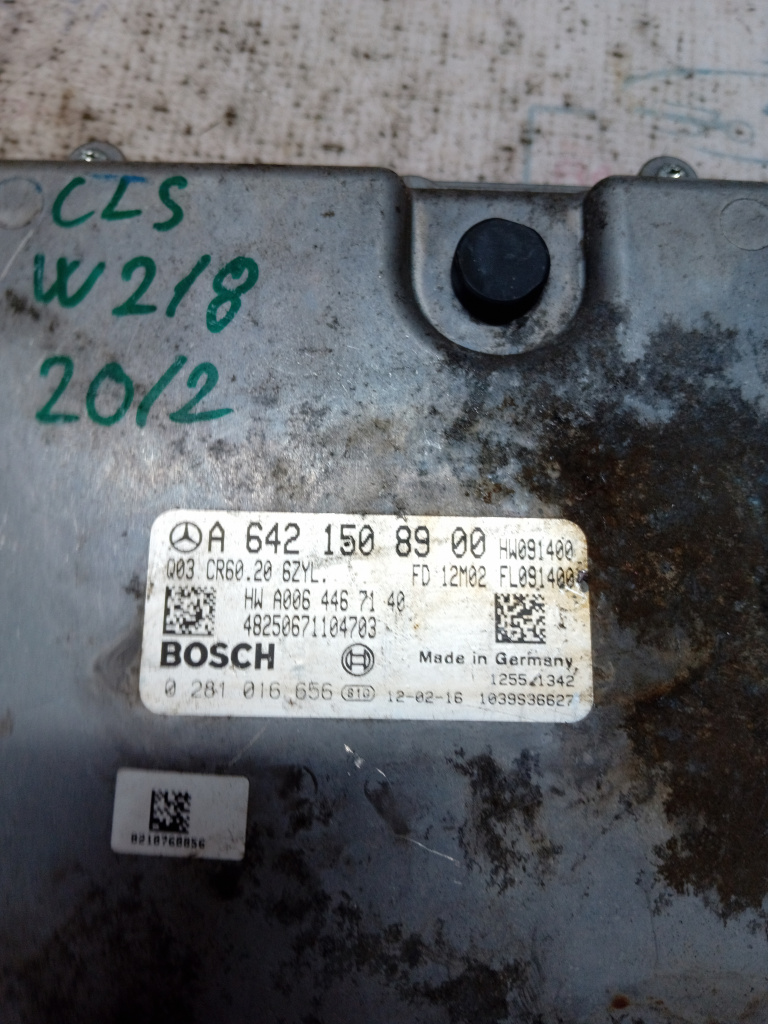 CLS
W218
2012
A 642 150 89 00 HW091400
Q03 CR60.20 6ZYL. FD 12M02 FL091400
HW A006 446 71 40
48250671104703
BOSCH Made in Germany
1342
0 281 016 656 S10 12-02-16 1039S36627